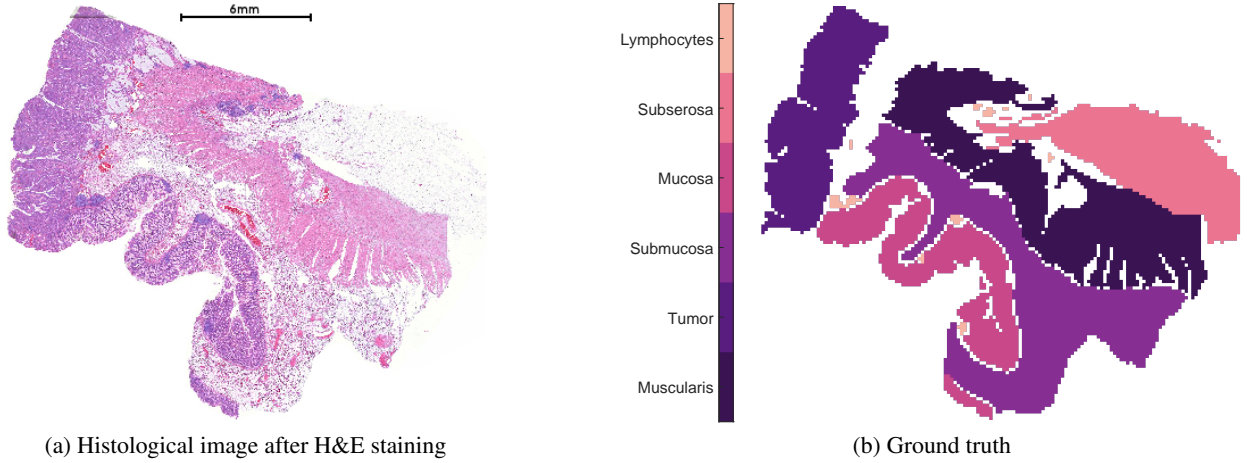 6mm
Lymphocytes
Subserosa
Mucosa
Submucosa
Tumor
Muscularis
(a) Histological image after H&E staining
(b) Ground truth